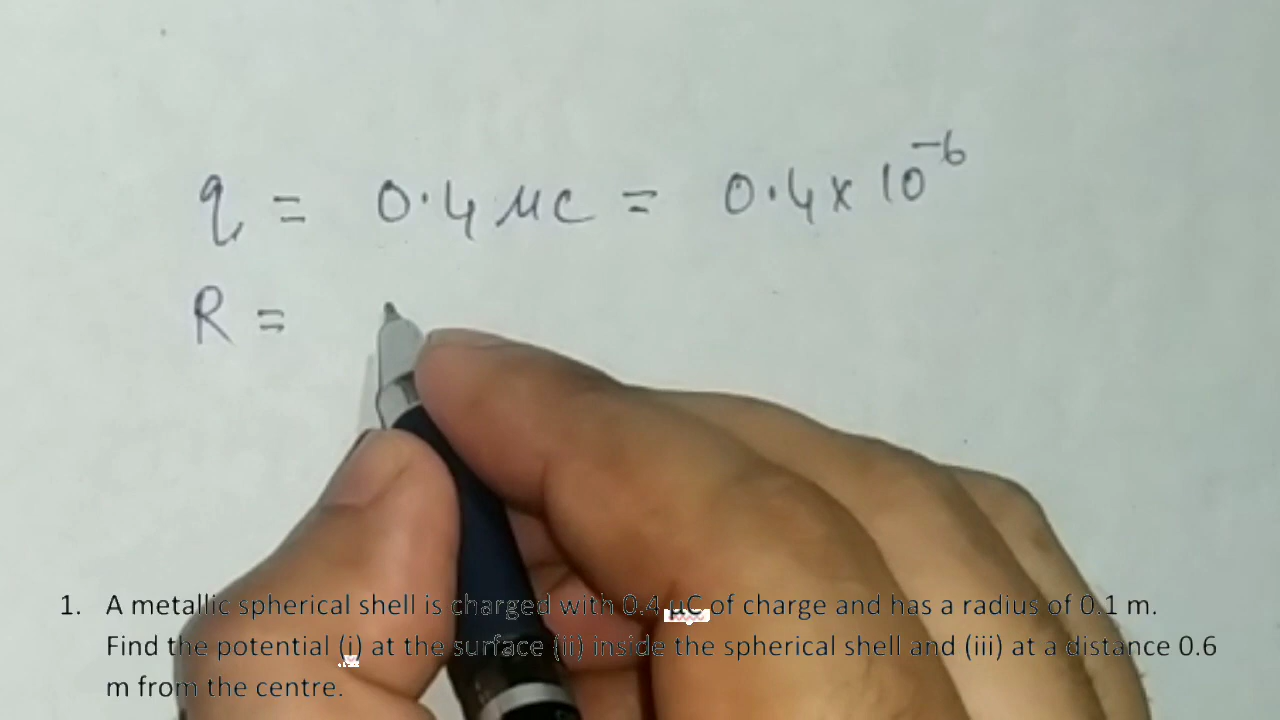 q = 0.4 μC = 0.4 x 10⁻⁶
R =
1. A metallic spherical shell is charged with 0.4 μC of charge and has a radius of 0.1 m.
Find the potential (i) at the surface (ii) inside the spherical shell and (iii) at a distance 0.6
m from the centre.